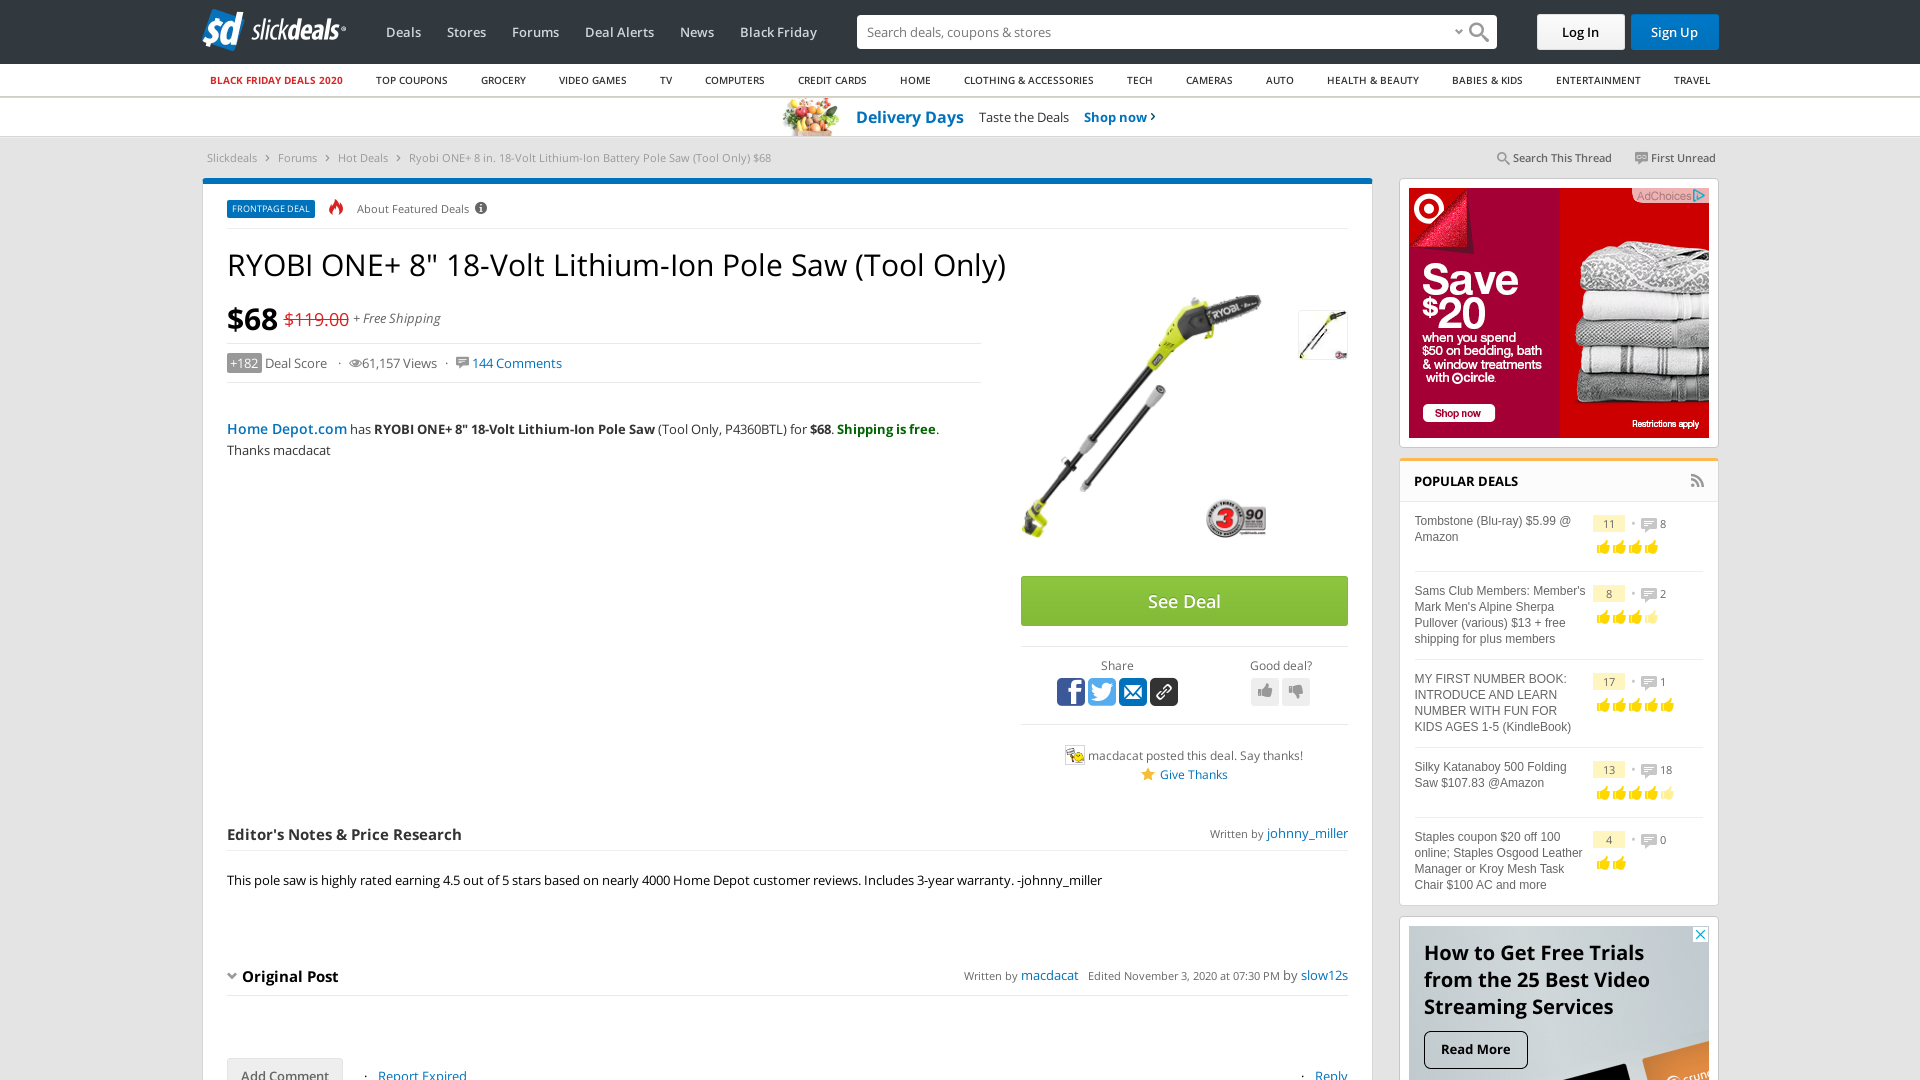 sd slickdeals
Deals Stores Forums Deal Alerts News Black Friday
Search deals, coupons & stores
Log In
Sign Up
BLACK FRIDAY DEALS 2020 TOP COUPONS GROCERY VIDEO GAMES TV COMPUTERS CREDIT CARDS HOME CLOTHING & ACCESSORIES TECH CAMERAS AUTO HEALTH & BEAUTY BABIES & KIDS ENTERTAINMENT TRAVEL
Delivery Days Taste the Deals Shop now
Slickdeals Forums Hot Deals Ryobi ONE+ 8 in. 18-Volt Lithium-Ion Battery Pole Saw (Tool Only) $68
Search This Thread First Unread
FRONTPAGE DEAL About Featured Deals
RYOBI ONE+ 8" 18-Volt Lithium-Ion Pole Saw (Tool Only)
$68 $119.00 + Free Shipping
+182 Deal Score · 61,157 Views · 144 Comments
Home Depot.com has RYOBI ONE+ 8" 18-Volt Lithium-Ion Pole Saw (Tool Only, P4360BTL) for $68. Shipping is free.
Thanks macdacat
RYOBI
3
90
See Deal
Share
Good deal?
macdacat posted this deal. Say thanks!
Give Thanks
Editor's Notes & Price Research
Written by johnny_miller
This pole saw is highly rated earning 4.5 out of 5 stars based on nearly 4000 Home Depot customer reviews. Includes 3-year warranty. -johnny_miller
Original Post
Written by macdacat Edited November 3, 2020 at 07:30 PM by slow12s
Add Comment · Report Expired
· Reply
AdChoices
Save
$20
when you spend
$50 on bedding, bath
& window treatments
with circle.
Shop now
Restrictions apply
POPULAR DEALS
Tombstone (Blu-ray) $5.99 @
Amazon
11 • 8
Sams Club Members: Member's
Mark Men's Alpine Sherpa
Pullover (various) $13 + free
shipping for plus members
8 • 2
MY FIRST NUMBER BOOK:
INTRODUCE AND LEARN
NUMBER WITH FUN FOR
KIDS AGES 1-5 (KindleBook)
17 • 1
Silky Katanaboy 500 Folding
Saw $107.83 @Amazon
13 • 18
Staples coupon $20 off 100
online; Staples Osgood Leather
Manager or Kroy Mesh Task
Chair $100 AC and more
4 • 0
How to Get Free Trials
from the 25 Best Video
Streaming Services
Read More